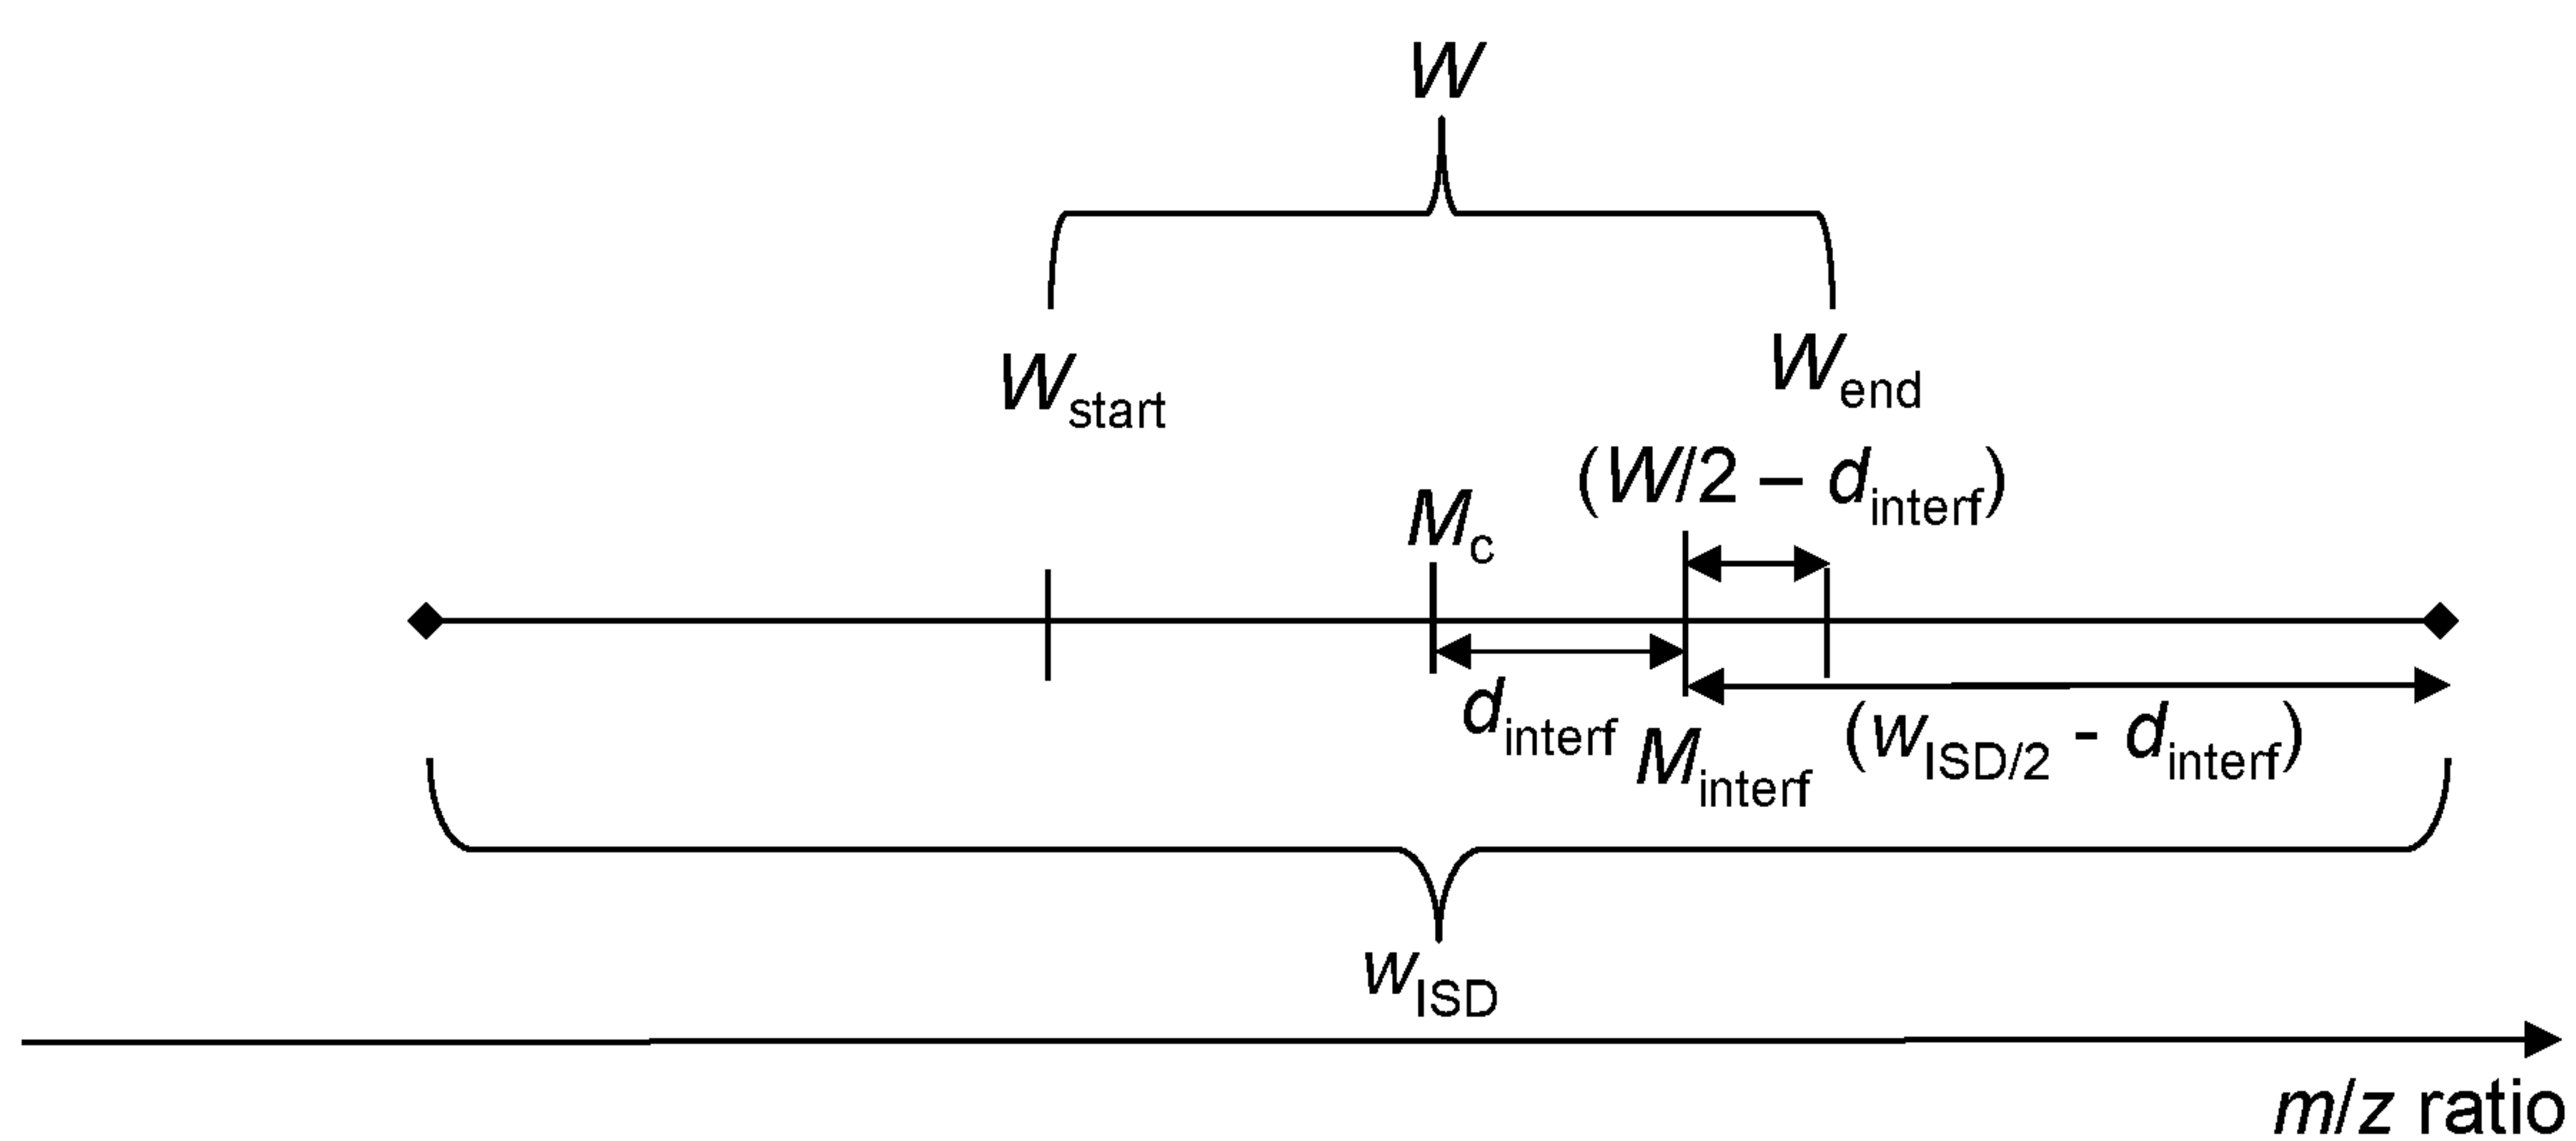 W
Wstart
Wend
(W/2 – dinterf)
Mc
dinterf
Minterf
(wISD/2 - dinterf)
wISD
m/z ratio